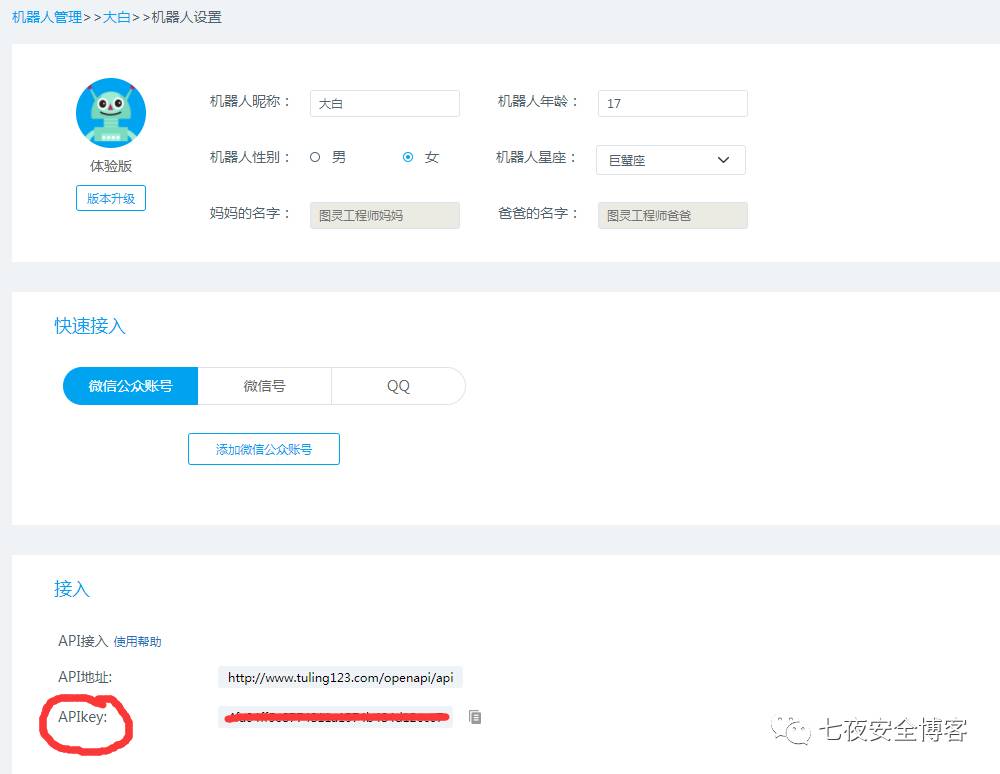 机器人管理>>大白>>机器人设置
机器人昵称： 大白 机器人年龄： 17
体验版 机器人性别： 男 女 机器人星座： 巨蟹座
版本升级
妈妈的名字： 图灵工程师妈妈 爸爸的名字： 图灵工程师爸爸
快速接入
微信公众账号 微信号 QQ
添加微信公众账号
接入
API接入 使用帮助
API地址: http://www.tuling123.com/openapi/api
APIkey:
七夜安全博客